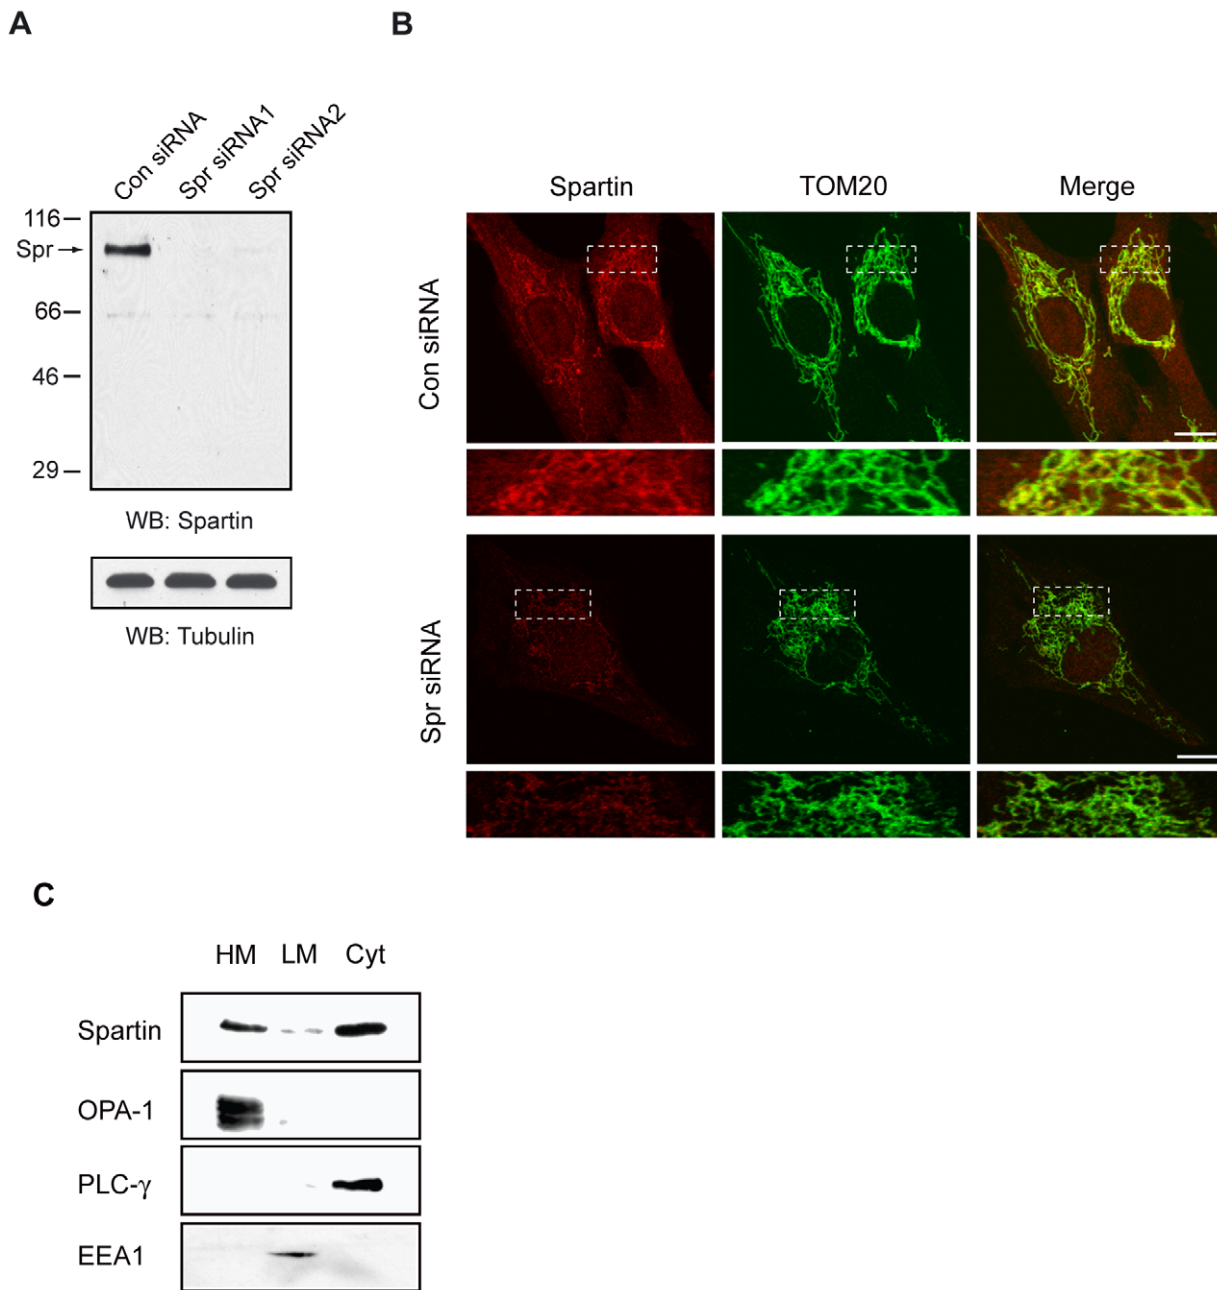 A
Con siRNA
Spr siRNA1
Spr siRNA2
116
Spr
66
46
29
WB: Spartin
WB: Tubulin
B
Spartin TOM20 Merge
Con siRNA
Spr siRNA
C
HM LM Cyt
Spartin
OPA-1
PLC-γ
EEA1